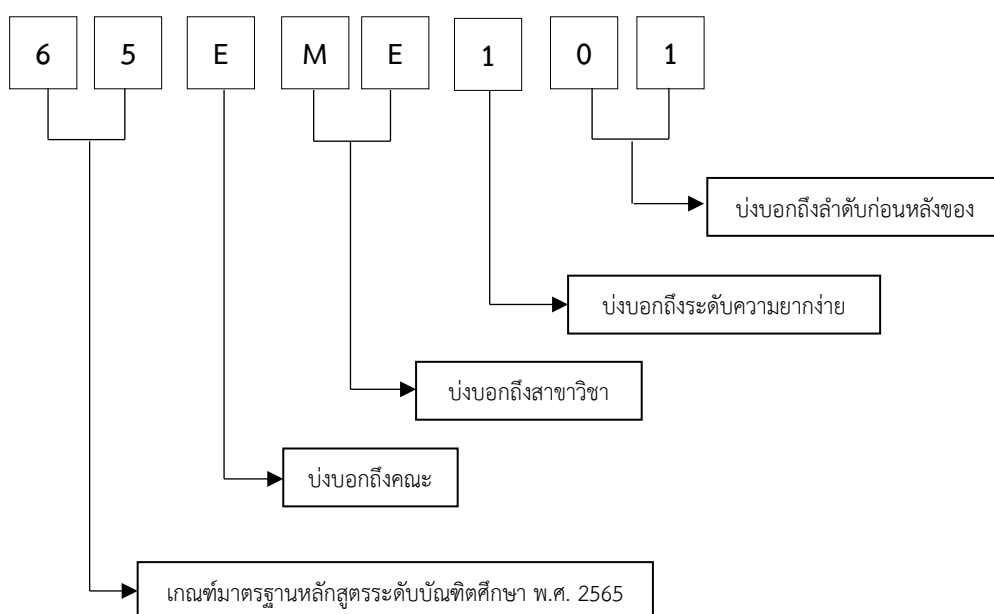 6 5 E M E 1 0 1
บ่งบอกถึงลำดับก่อนหลังของ
บ่งบอกถึงระดับความยากง่าย
บ่งบอกถึงสาขาวิชา
บ่งบอกถึงคณะ
เกณฑ์มาตรฐานหลักสูตรระดับบัณฑิตศึกษา พ.ศ. 2565